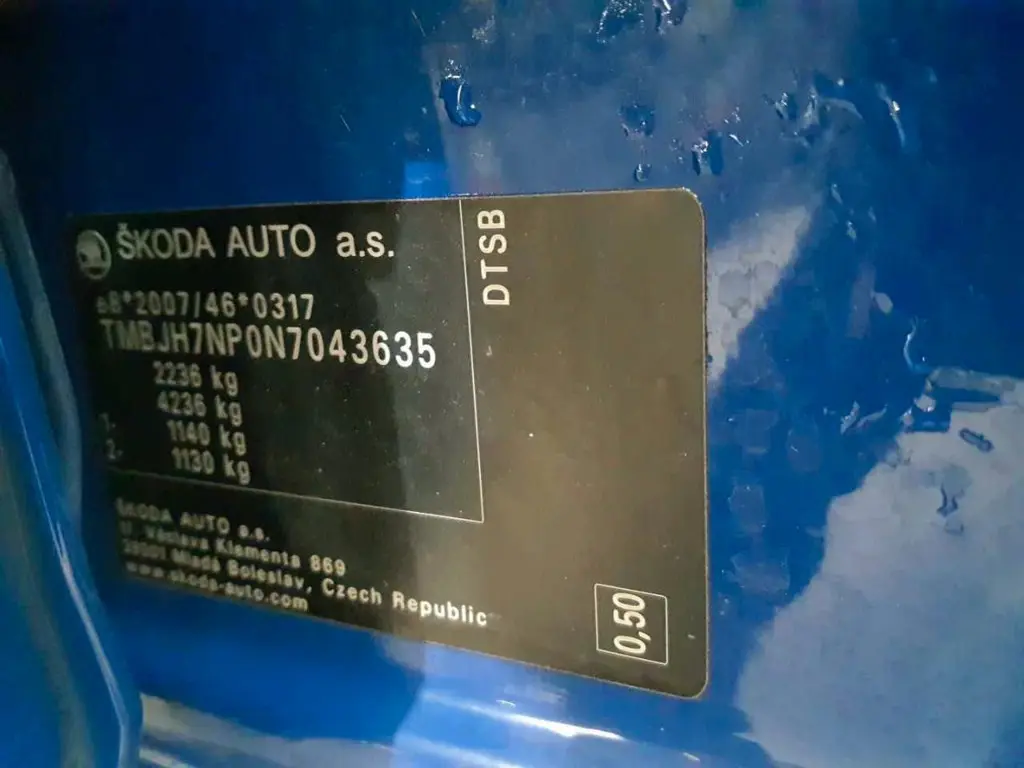 ŠKODA AUTO a.s.
e8*2007/46*0317
TMBJH7NP0N7043635
2236 kg
4236 kg
1. 1140 kg
2. 1130 kg
DTSB
ŠKODA AUTO a.s.
tř. Václava Klementa 869
29301 Mladá Boleslav, Czech Republic
www.skoda-auto.com
0,50